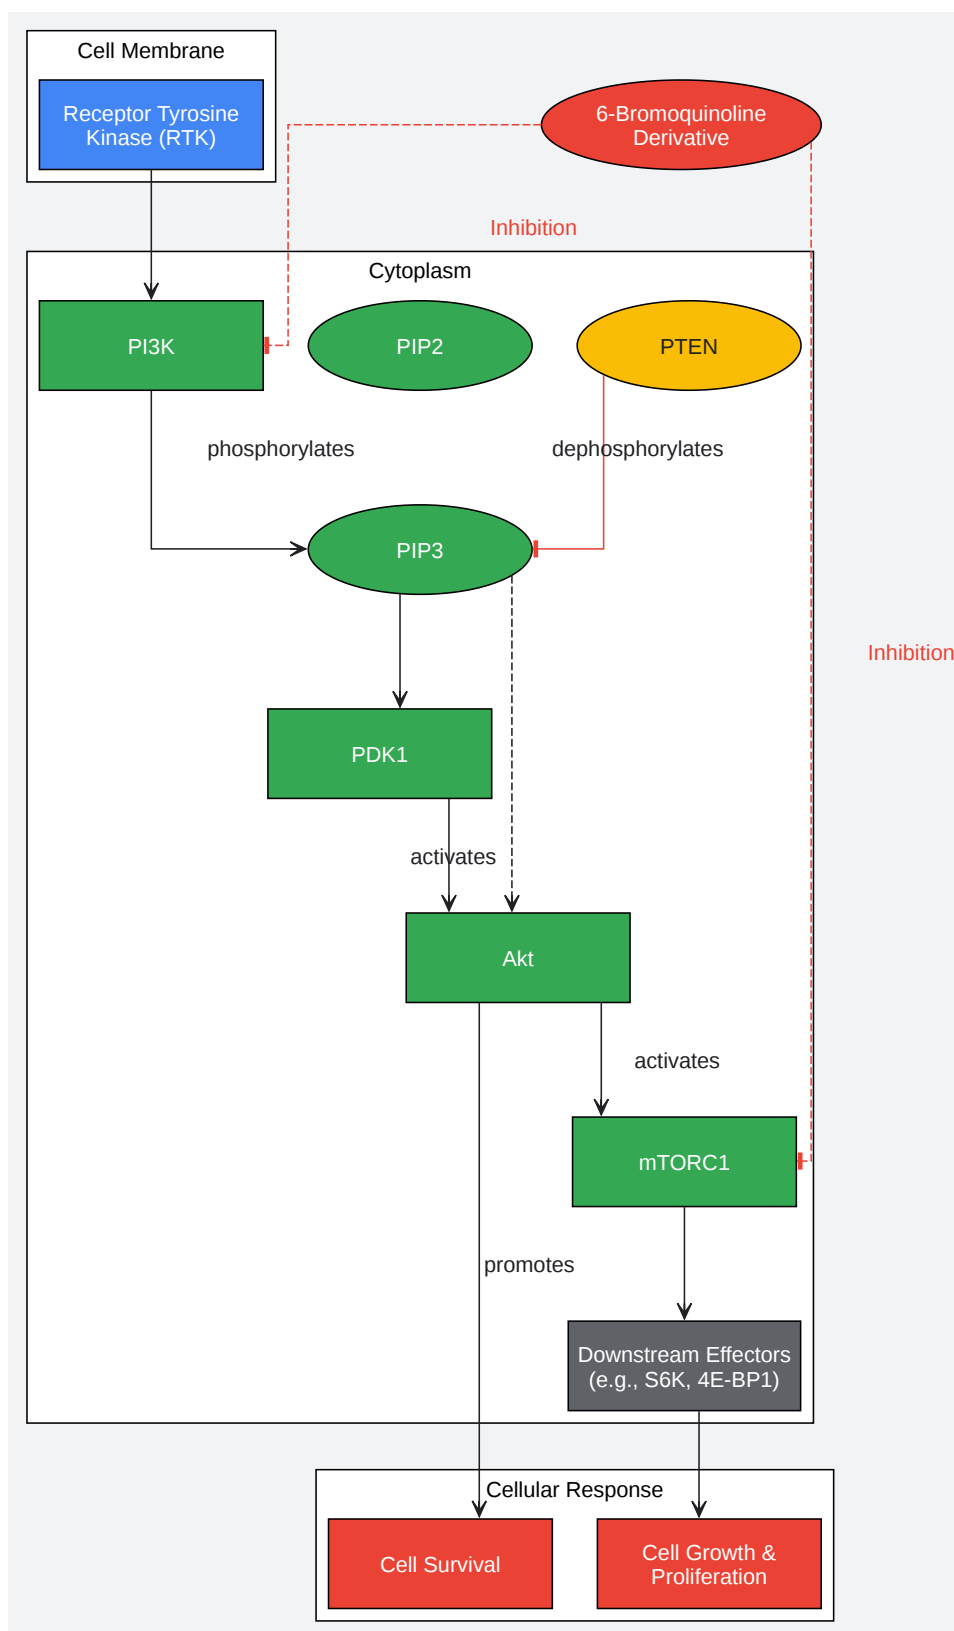 Cell Membrane
Receptor Tyrosine
Kinase (RTK)
6-Bromoquinoline
Derivative
Inhibition
Cytoplasm
PI3K
PIP2
PTEN
phosphorylates
dephosphorylates
PIP3
Inhibition
PDK1
activates
Akt
activates
mTORC1
promotes
Downstream Effectors
(e.g., S6K, 4E-BP1)
Cellular Response
Cell Survival
Cell Growth &
Proliferation